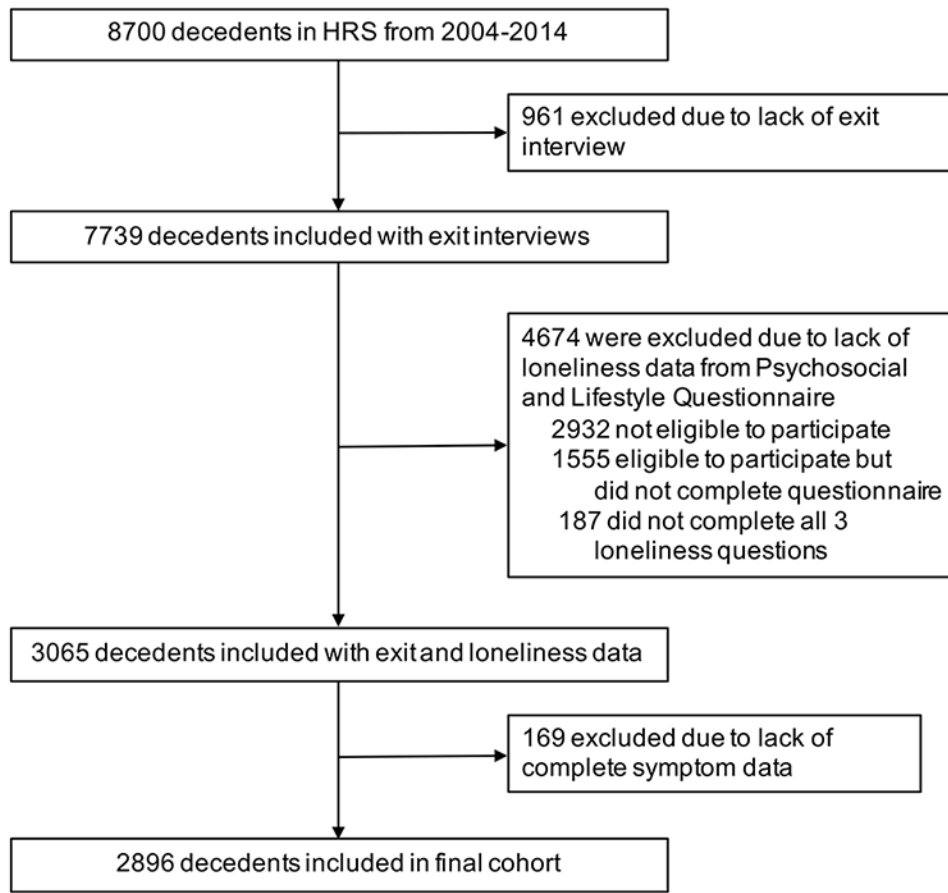 8700 decedents in HRS from 2004-2014
961 excluded due to lack of exit
interview
7739 decedents included with exit interviews
4674 were excluded due to lack of
loneliness data from Psychosocial
and Lifestyle Questionnaire
2932 not eligible to participate
1555 eligible to participate but
did not complete questionnaire
187 did not complete all 3
loneliness questions
3065 decedents included with exit and loneliness data
169 excluded due to lack of
complete symptom data
2896 decedents included in final cohort